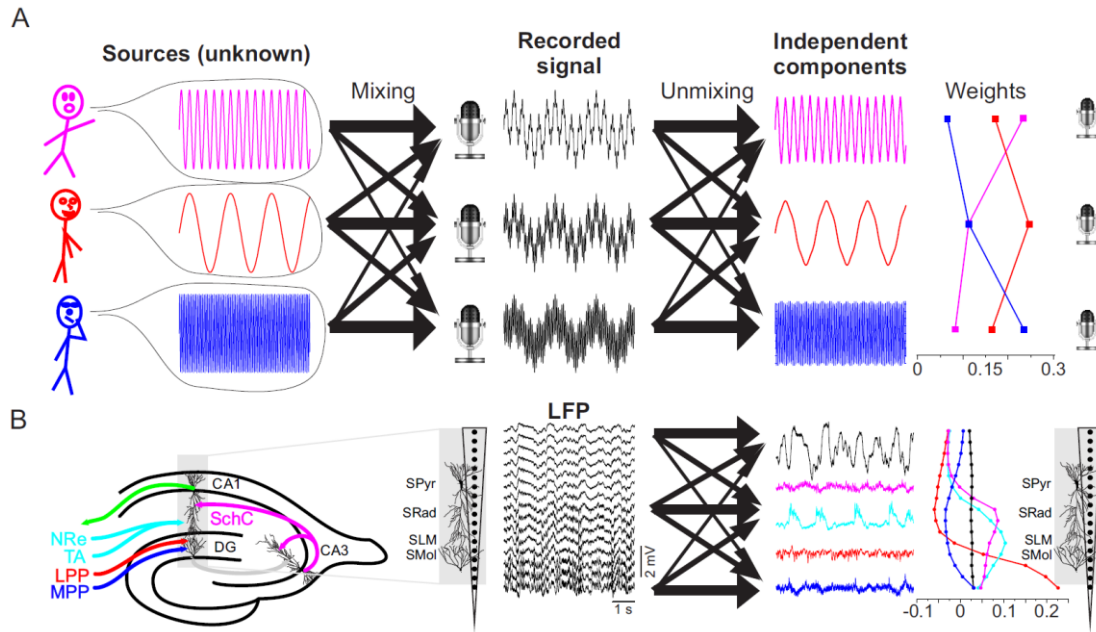 A
Sources (unknown)
Mixing
Recorded
signal
Unmixing
Independent
components
Weights
0 0.15 0.3
B
LFP
CA1
SchC
NRe
TA
DG
CA3
LPP
MPP
SPyr
SRad
SLM
SMol
2 mV
1 s
SPyr
SRad
SLM
SMol
-0.1 0 0.1 0.2